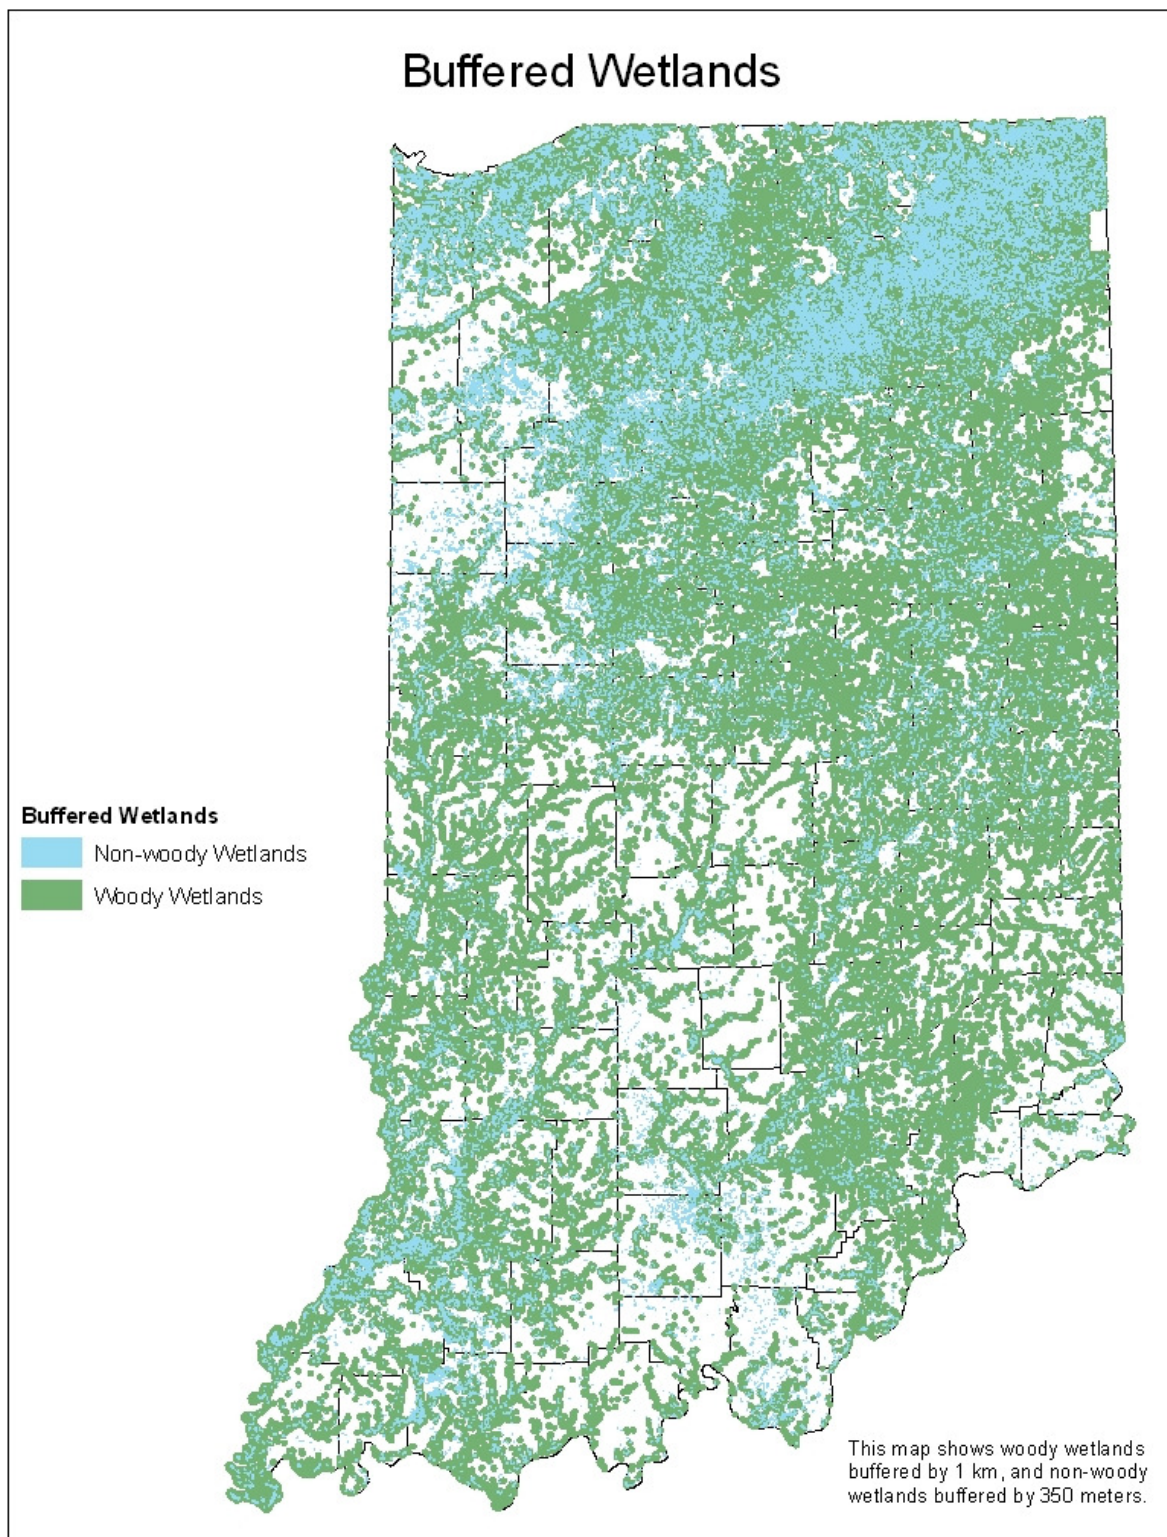 Buffered Wetlands
Buffered Wetlands
Non-woody Wetlands
Woody Wetlands
This map shows woody wetlands
buffered by 1 km, and non-woody
wetlands buffered by 350 meters.